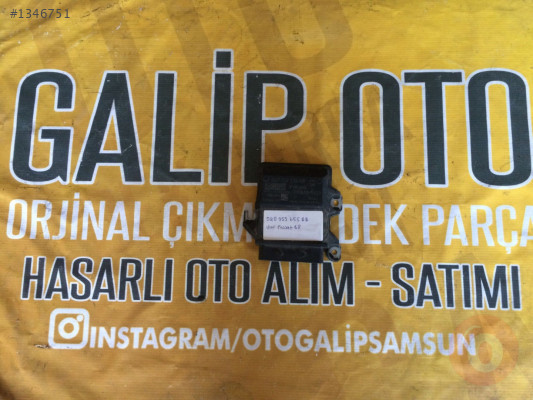 #1346751
GALİP OTO
ORJİNAL ÇIKM DEK PARÇA
HASARLI OTO ALIM - SATIMI
INSTAGRAM/OTOGALIPSAMSUN